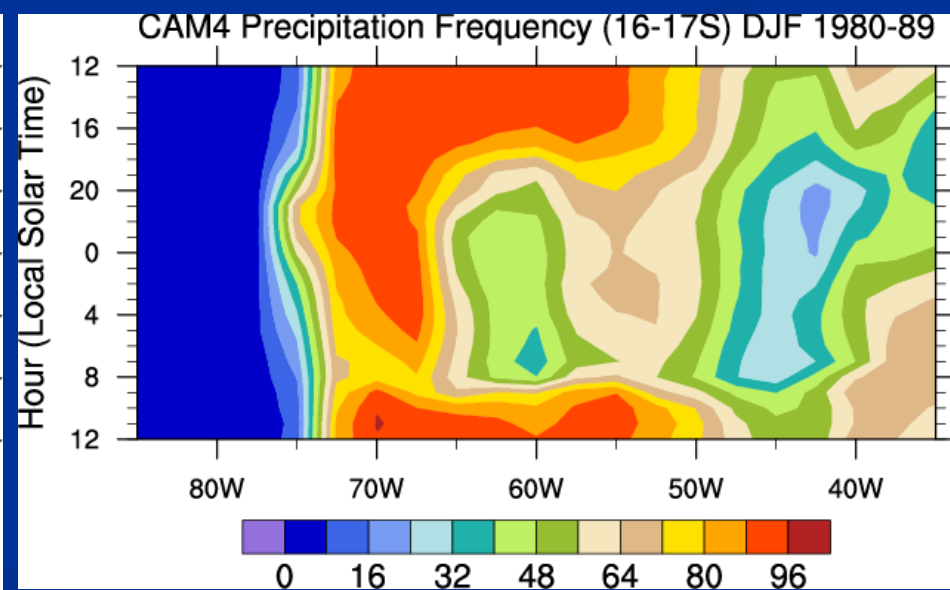 CAM4 Precipitation Frequency (16-17S) DJF 1980-89
Hour (Local Solar Time)
12
16
20
0
4
8
12
80W 70W 60W 50W 40W
0 16 32 48 64 80 96